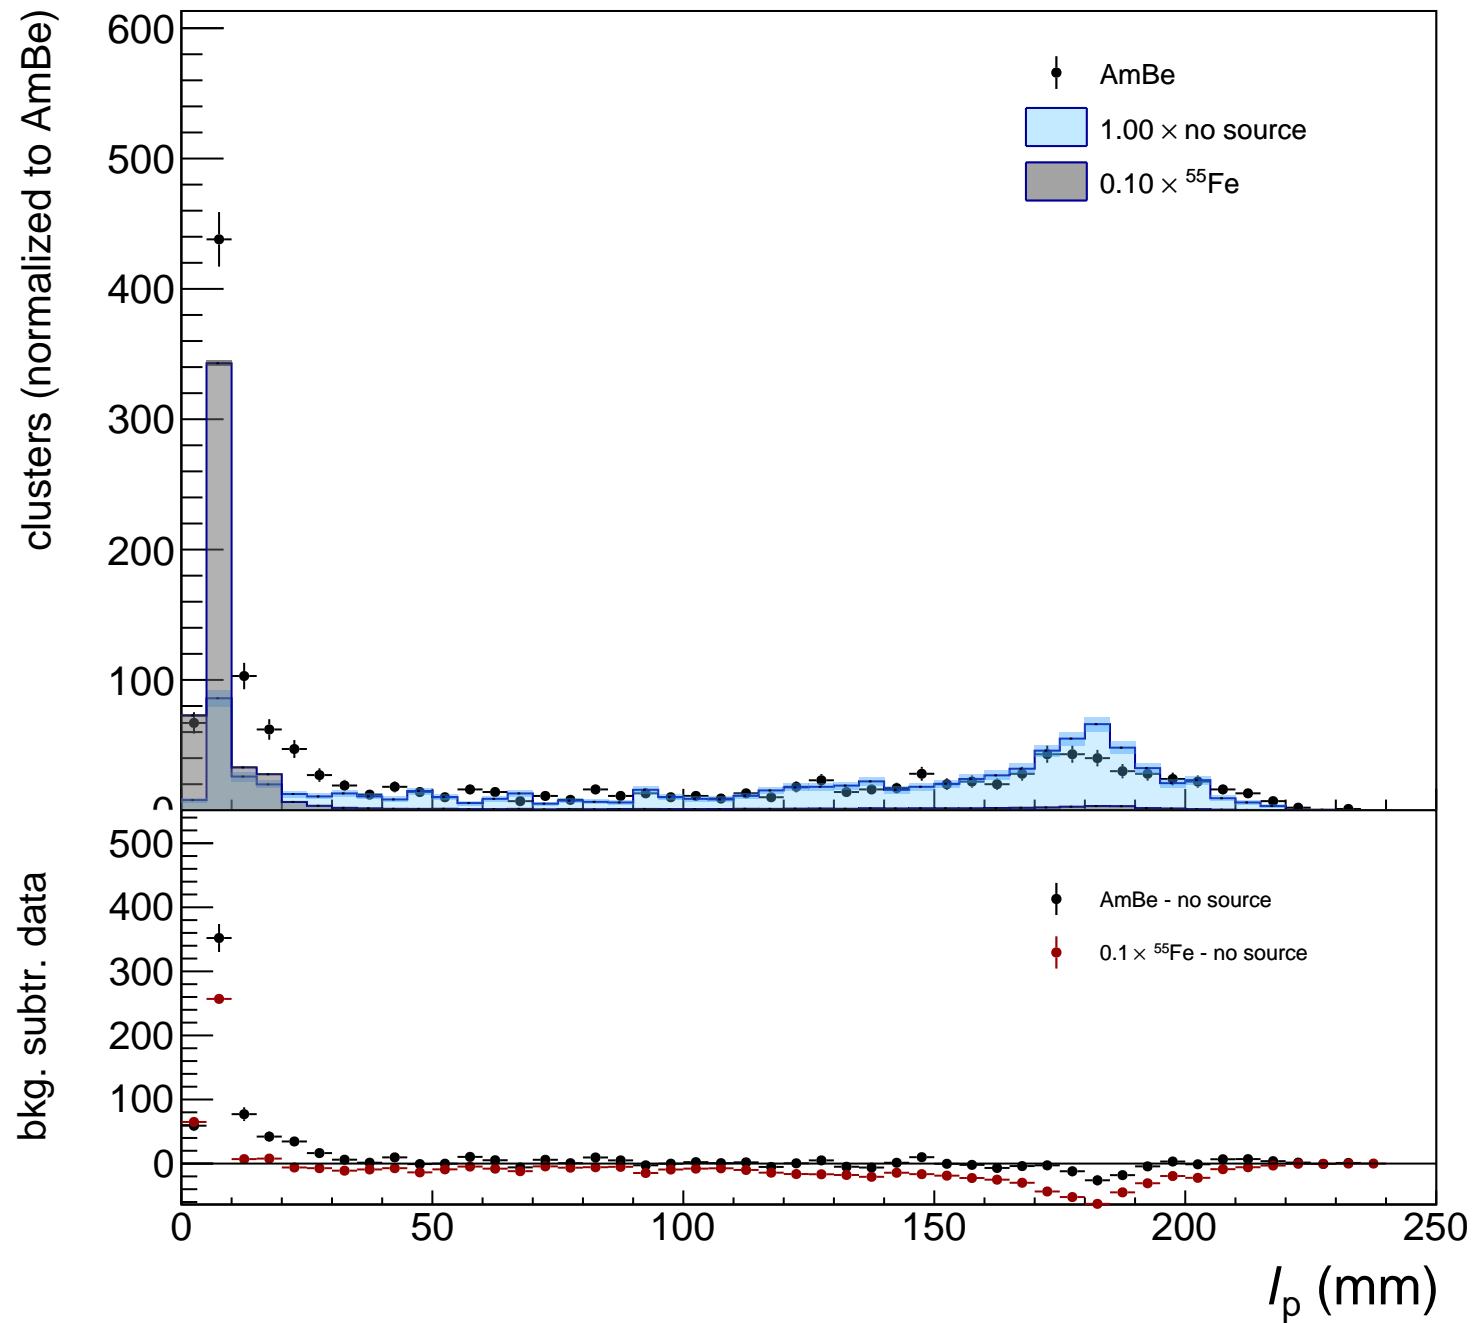 clusters (normalized to AmBe)
600
500
400
300
200
100
0
AmBe
1.00 × no source
0.10 × ⁵⁵Fe
bkg. subtr. data
500
400
300
200
100
0
AmBe - no source
0.1 × ⁵⁵Fe - no source
0 50 100 150 200 250
lₚ (mm)